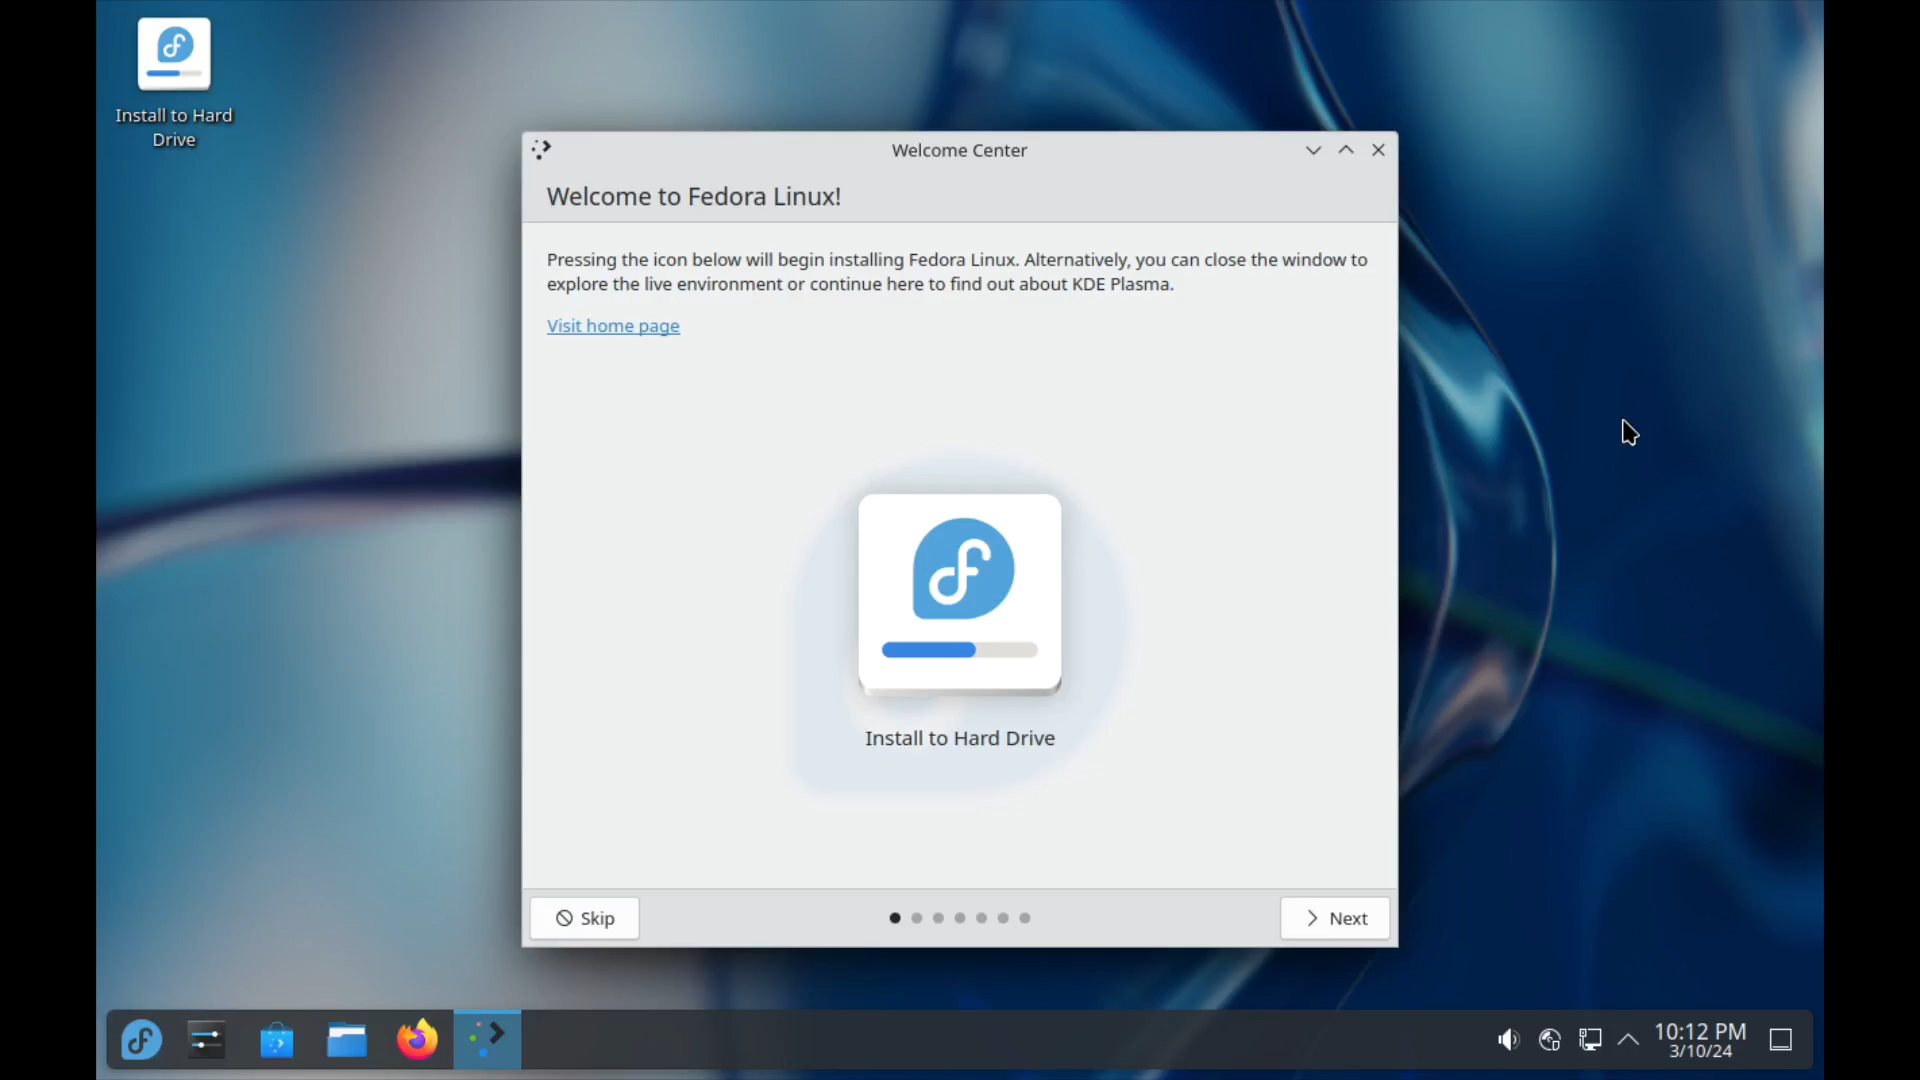 Install to Hard
Drive
Welcome Center
Welcome to Fedora Linux!
Pressing the icon below will begin installing Fedora Linux. Alternatively, you can close the window to
explore the live environment or continue here to find out about KDE Plasma.
Visit home page
Install to Hard Drive
Skip
Next
10:12 PM
3/10/24